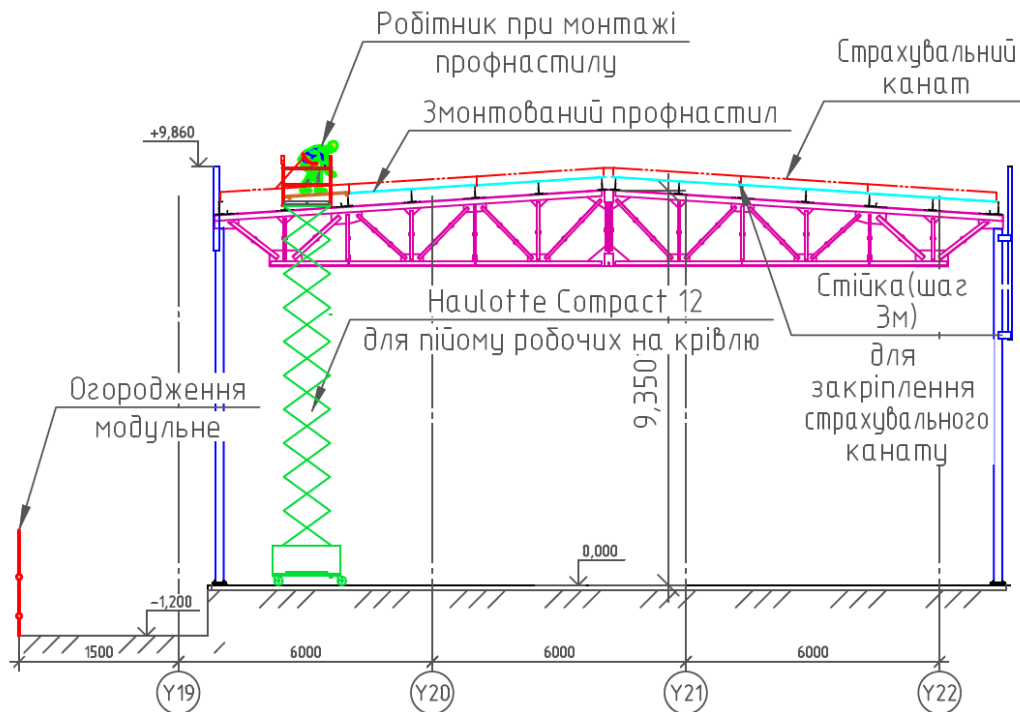 Робітник при монтажі
профнастилу
Страхувальний
канат
Змонтований профнастил
+9,860
Haulotte Compact 12
для пійому робочих на крівлю
Стійка(шаг
3м)
для
закріплення
страхувального
канату
9,350
Огородження
модульне
0,000
-1,200
1500
6000
6000
6000
Y19
Y20
Y21
Y22